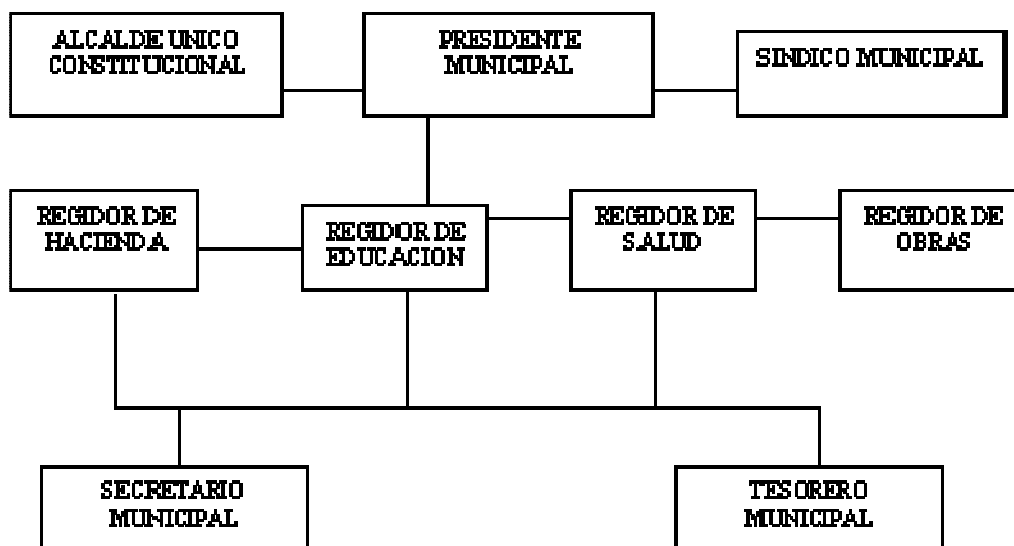 ALCALDE UNICO
CONSTITUCIONAL
PRESIDENTE
MUNICIPAL
SINDICO MUNICIPAL
REGIDOR DE
HACIENDA
REGIDOR DE
EDUCACION
REGIDOR DE
SALUD
REGIDOR DE
OBRAS
SECRETARIO
MUNICIPAL
TESORERO
MUNICIPAL